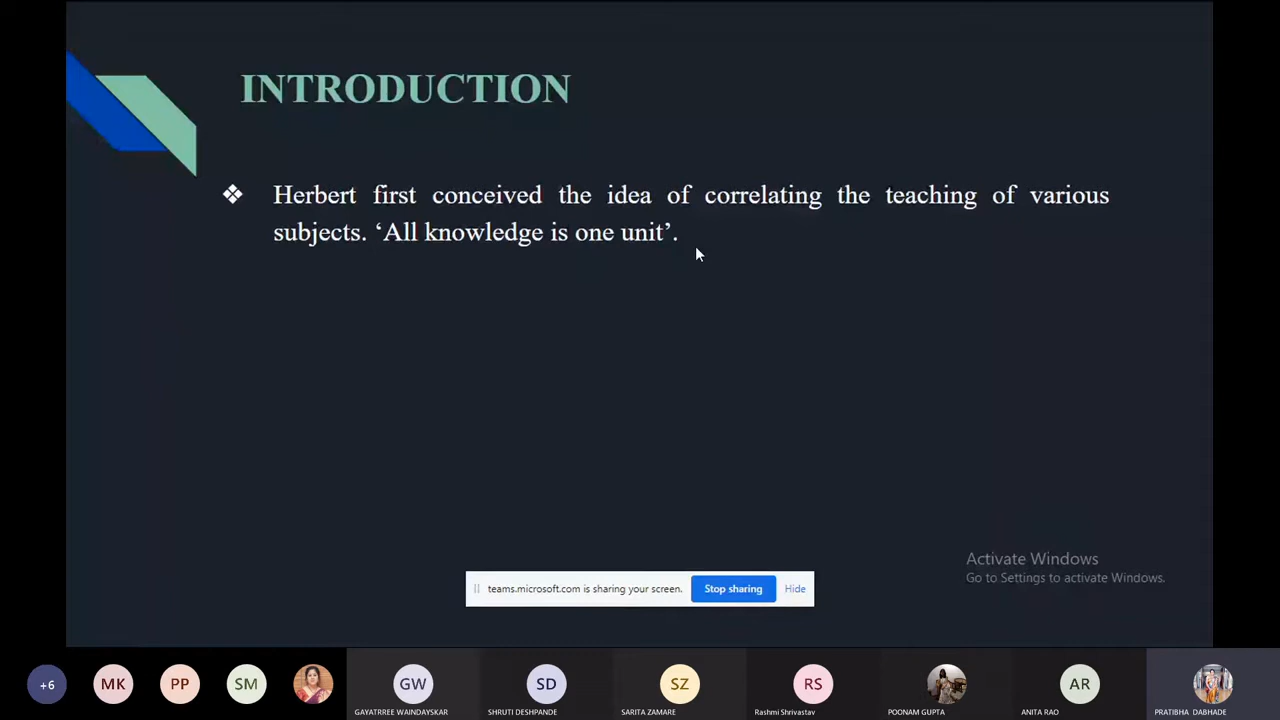 INTRODUCTION
❖ Herbert first conceived the idea of correlating the teaching of various
subjects. ‘All knowledge is one unit’.
Activate Windows
Go to Settings to activate Windows.
teams.microsoft.com is sharing your screen. Stop sharing Hide
+6 MK PP SM GW SD SZ RS AR
GAYATRREE WAINDAYSKAR SHRUTI DESHPANDE SARITA ZAMARE Rashmi Shrivastav POONAM GUPTA ANITA RAO PRATIBHA DABHADE